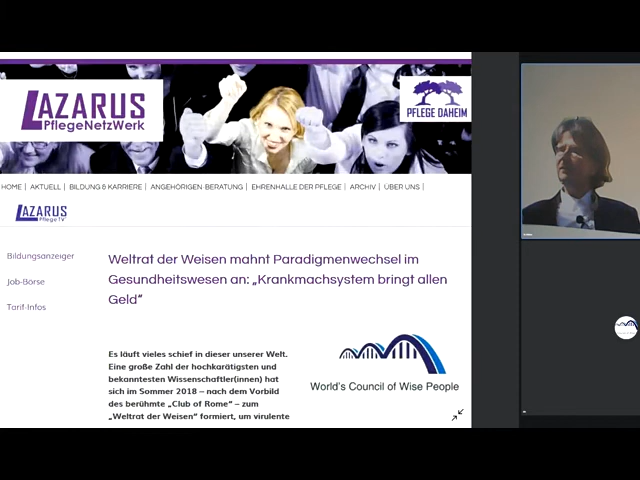 LAZARUS
PflegeNetzWerk
PFLEGE DAHEIM
HOME | AKTUELL | BILDUNG & KARRIERE | ANGEHÖRIGEN-BERATUNG | EHRENHALLE DER PFLEGE | ARCHIV | ÜBER UNS |
LAZARUS
PflegeTV
Bildungsanzeiger
Job-Börse
Tarif-Infos
Weltrat der Weisen mahnt Paradigmenwechsel im
Gesundheitswesen an: „Krankmachsystem bringt allen
Geld“
Es läuft vieles schief in dieser unserer Welt.
Eine große Zahl der hochkarätigsten und
bekanntesten Wissenschaftler(innen) hat
sich im Sommer 2018 – nach dem Vorbild
des berühmte „Club of Rome“ – zum
„Weltrat der Weisen“ formiert, um virulente
World's Council of Wise People